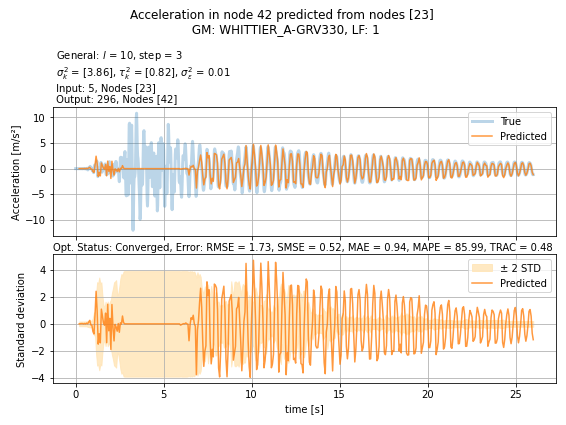 Acceleration in node 42 predicted from nodes [23]
GM: WHITTIER_A-GRV330, LF: 1
General: l = 10, step = 3
σ²ₖ = [3.86], τ²ₖ = [0.82], σ²ε = 0.01
Input: 5, Nodes [23]
Output: 296, Nodes [42]
Acceleration [m/s²]
10
5
0
−5
−10
True
Predicted
Opt. Status: Converged, Error: RMSE = 1.73, SMSE = 0.52, MAE = 0.94, MAPE = 85.99, TRAC = 0.48
Standard deviation
4
2
0
−2
−4
± 2 STD
Predicted
0 5 10 15 20 25
time [s]